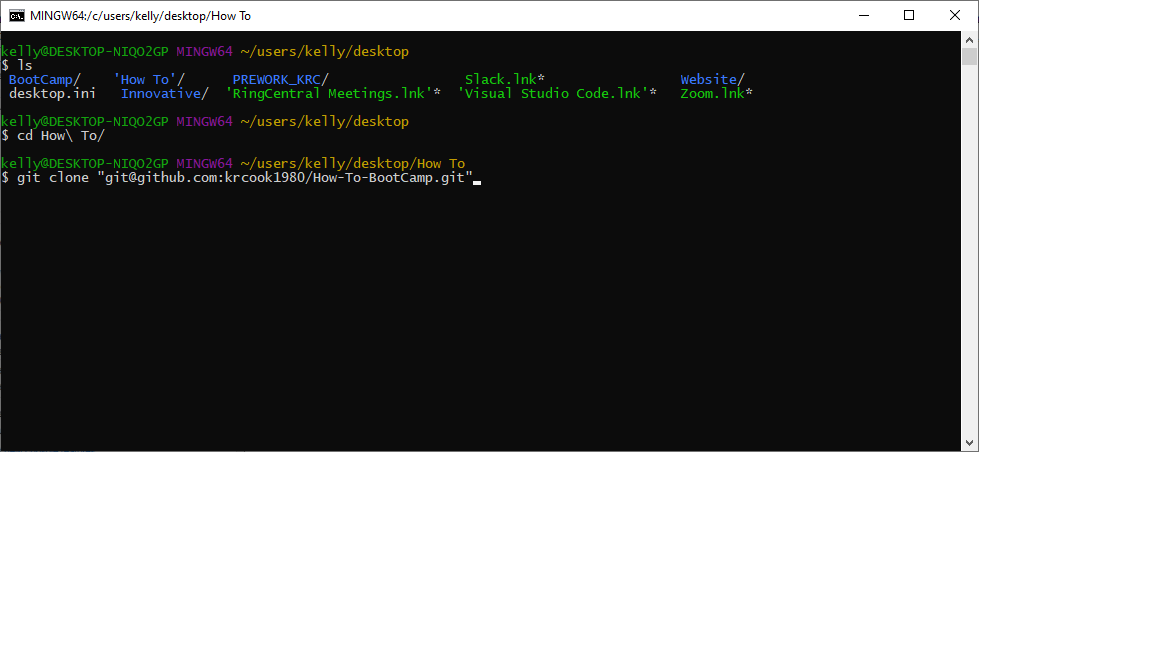 MINGW64:/c/users/kelly/desktop/How To
kelly@DESKTOP-NIQO2GP MINGW64 ~/users/kelly/desktop
$ ls
BootCamp/ 'How To'/ PREWORK_KRC/ Slack.lnk* Website/
desktop.ini Innovative/ 'RingCentral Meetings.lnk'* 'Visual Studio Code.lnk'* Zoom.lnk*
kelly@DESKTOP-NIQO2GP MINGW64 ~/users/kelly/desktop
$ cd How\ To/
kelly@DESKTOP-NIQO2GP MINGW64 ~/users/kelly/desktop/How To
$ git clone "git@github.com:krcook1980/How-To-BootCamp.git"